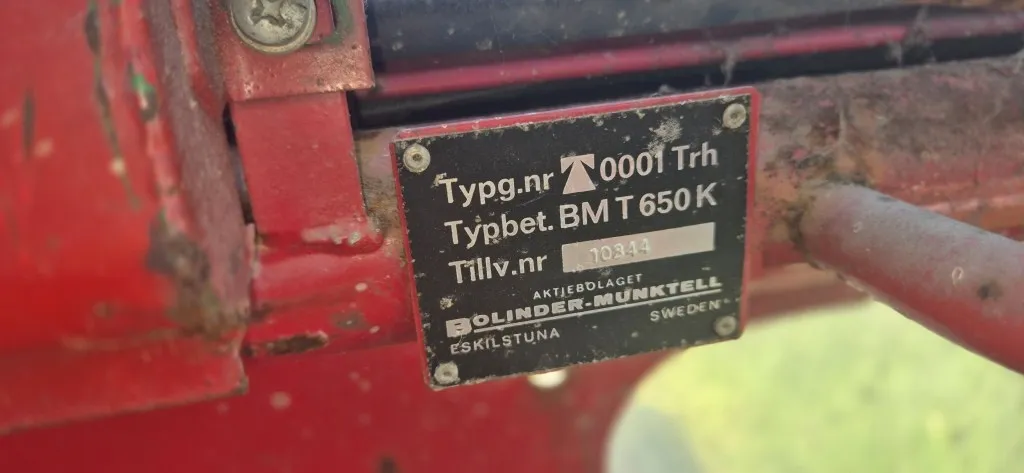 Typg.nr 0001 Trh
Typbet. BM T 650 K
Tillv.nr 10344
AKTIEBOLAGET
BOLINDER-MUNKTELL
ESKILSTUNA SWEDEN